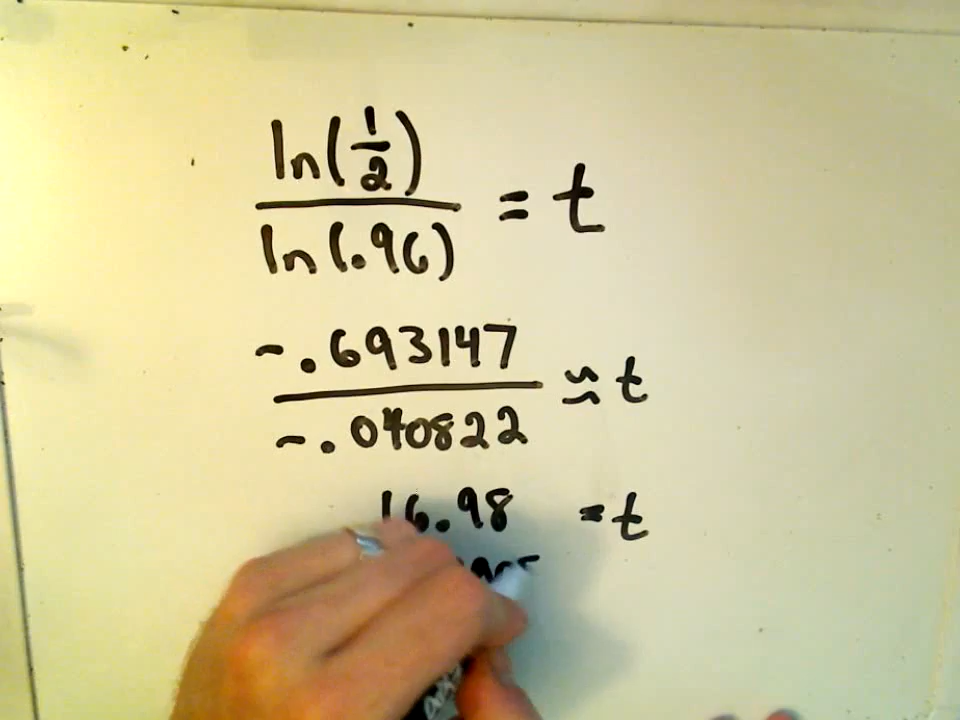 ln(1/2)/ln(.96) = t
-.693147/-.040822 ≈ t
16.98 = t